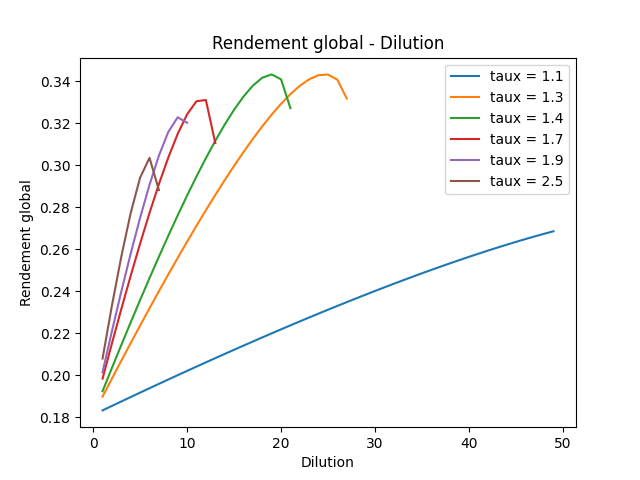 Rendement global - Dilution
Rendement global
0.34
0.32
0.30
0.28
0.26
0.24
0.22
0.20
0.18
taux = 1.1
taux = 1.3
taux = 1.4
taux = 1.7
taux = 1.9
taux = 2.5
0 10 20 30 40 50
Dilution